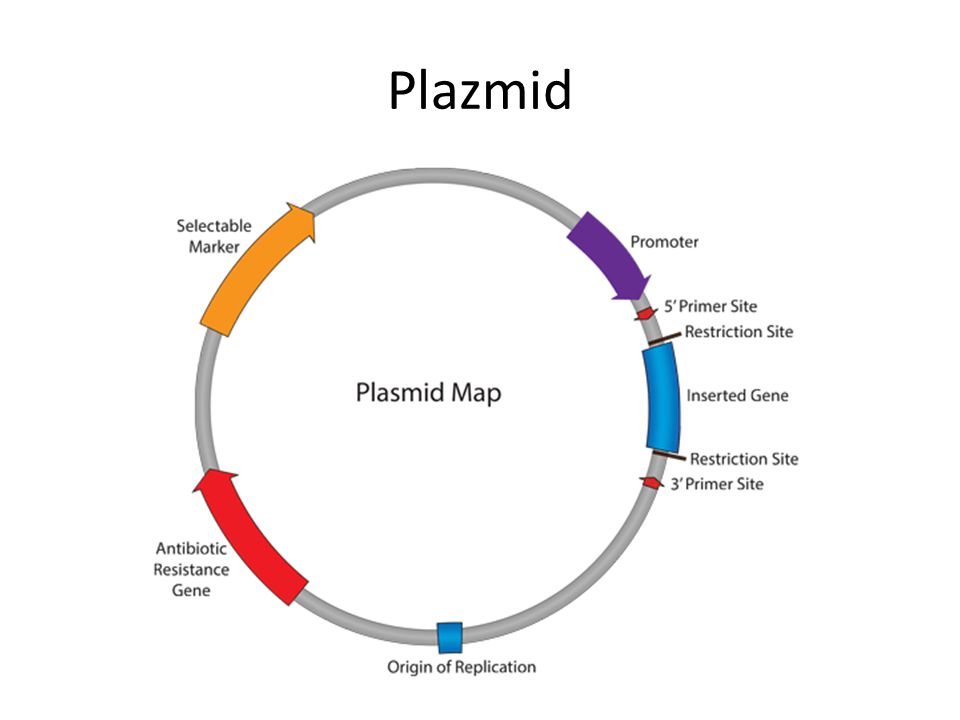 Plazmid
Selectable
Marker
Promoter
5' Primer Site
Restriction Site
Plasmid Map
Inserted Gene
Restriction Site
3' Primer Site
Antibiotic
Resistance
Gene
Origin of Replication